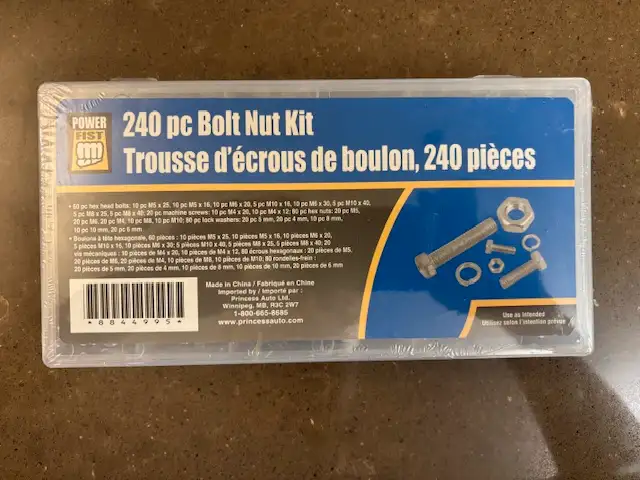 POWER
FIST
240 pc Bolt Nut Kit
Trousse d'écrous de boulon, 240 pièces
• 60 pc hex head bolts: 10 pc M5 x 25, 10 pc M5 x 16, 10 pc M6 x 20, 5 pc M10 x 16, 10 pc M6 x 30, 5 pc M10 x 40,
5 pc M8 x 25, 5 pc M8 x 40; 20 pc machine screws: 10 pc M4 x 20, 10 pc M4 x 12; 80 pc hex nuts: 20 pc M5,
20 pc M6, 20 pc M4, 10 pc M8, 10 pc M10; 80 pc lock washers: 20 pc 5 mm, 20 pc 4 mm, 10 pc 8 mm,
10 pc 10 mm, 20 pc 6 mm
• Boulons à tête hexagonale, 60 pièces : 10 pièces M5 x 25, 10 pièces M5 x 16, 10 pièces M6 x 20,
5 pièces M10 x 16, 10 pièces M6 x 30; 5 pièces M10 x 40, 5 pièces M8 x 25, 5 pièces M8 x 40; 20
vis mécaniques : 10 pièces de M4 x 20, 10 pièces de M4 x 12, 80 écrous hexagonaux : 20 pièces de M5,
20 pièces de M6, 20 pièces de M4, 10 pièces de M8, 10 pièces de M10; 80 rondelles-frein :
20 pièces de 5 mm, 20 pièces de 4 mm, 10 pièces de 8 mm, 10 pièces de 10 mm, 20 pièces de 6 mm
Made in China / Fabriqué en Chine
Imported by / Importé par :
Princess Auto Ltd.
Winnipeg, MB, R3C 2W7
1-800-665-8685
www.princessauto.com
*8844995*
Use as intended
Utiliser selon l'intention prévue